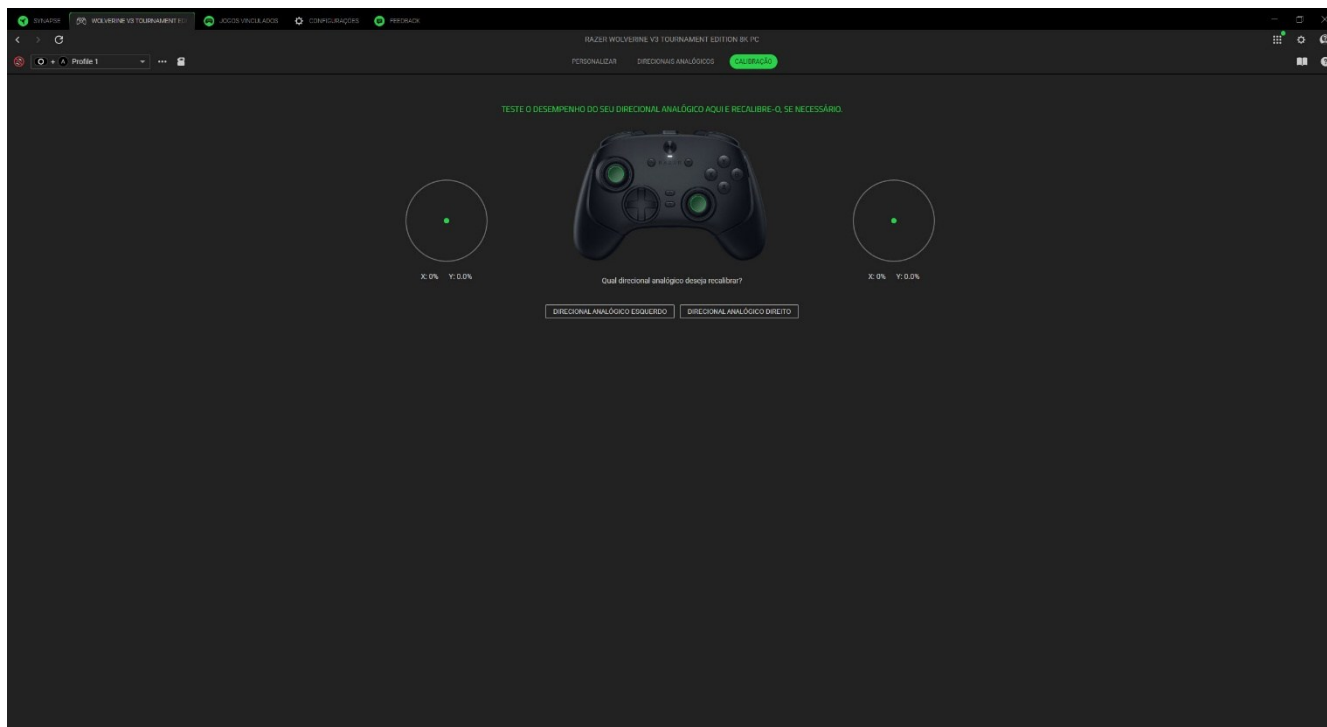 SYNAPSE WOLVERINE V3 TOURNAMENT EDI JOGOS VINCULADOS CONFIGURAÇÕES FEEDBACK
RAZER WOLVERINE V3 TOURNAMENT EDITION 8K PC
+ A Profile 1 PERSONALIZAR DIRECIONAIS ANALÓGICOS CALIBRAÇÃO
TESTE O DESEMPENHO DO SEU DIRECIONAL ANALÓGICO AQUI E RECALIBRE-O, SE NECESSÁRIO.
RAZER
X: 0% Y: 0.0% X: 0% Y: 0.0%
Qual direcional analógico deseja recalibrar?
DIRECIONAL ANALÓGICO ESQUERDO DIRECIONAL ANALÓGICO DIREITO